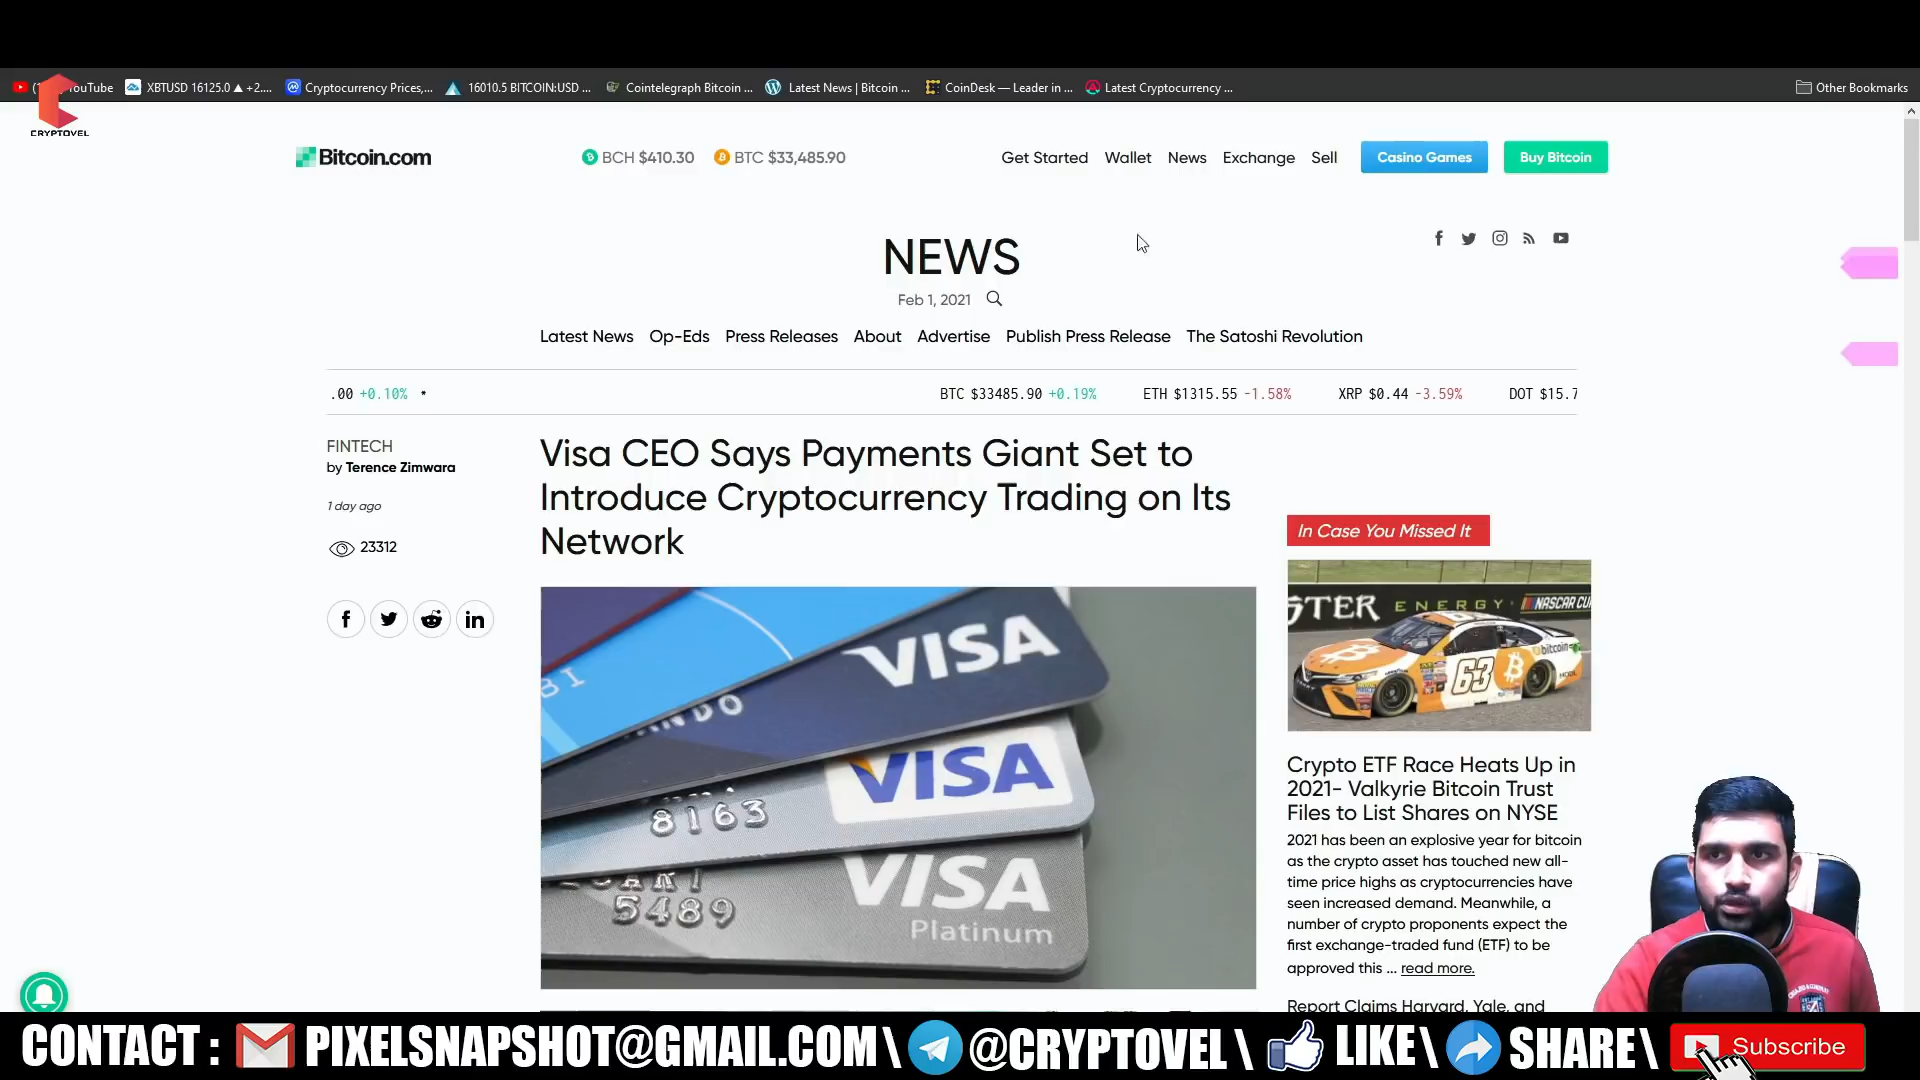 YouTube
XBTUSD 16125.0 ▲ +2....
Cryptocurrency Prices,...
16010.5 BITCOIN:USD ...
Cointelegraph Bitcoin ...
Latest News | Bitcoin ...
CoinDesk — Leader in ...
Latest Cryptocurrency ...
Other Bookmarks
CRYPTOVEL
Bitcoin.com
BCH $410.30
BTC $33,485.90
Get Started
Wallet
News
Exchange
Sell
Casino Games
Buy Bitcoin
NEWS
Feb 1, 2021
Latest News
Op-Eds
Press Releases
About
Advertise
Publish Press Release
The Satoshi Revolution
.00 +0.10% *
BTC $33485.90 +0.19%
ETH $1315.55 -1.58%
XRP $0.44 -3.59%
DOT $15.7
FINTECH
by Terence Zimwara
1 day ago
23312
Visa CEO Says Payments Giant Set to
Introduce Cryptocurrency Trading on Its
Network
VISA
VISA
8163
VISA
5489
Platinum
In Case You Missed It
STER ENERGY NASCAR CU
63
bitcoin
Crypto ETF Race Heats Up in
2021- Valkyrie Bitcoin Trust
Files to List Shares on NYSE
2021 has been an explosive year for bitcoin
as the crypto asset has touched new all-
time price highs as cryptocurrencies have
seen increased demand. Meanwhile, a
number of crypto proponents expect the
first exchange-traded fund (ETF) to be
approved this ... read more.
Report Claims Harvard, Yale, and
CONTACT : PIXELSNAPSHOT@GMAIL.COM \ @CRYPTOVEL \ LIKE \ SHARE \ Subscribe